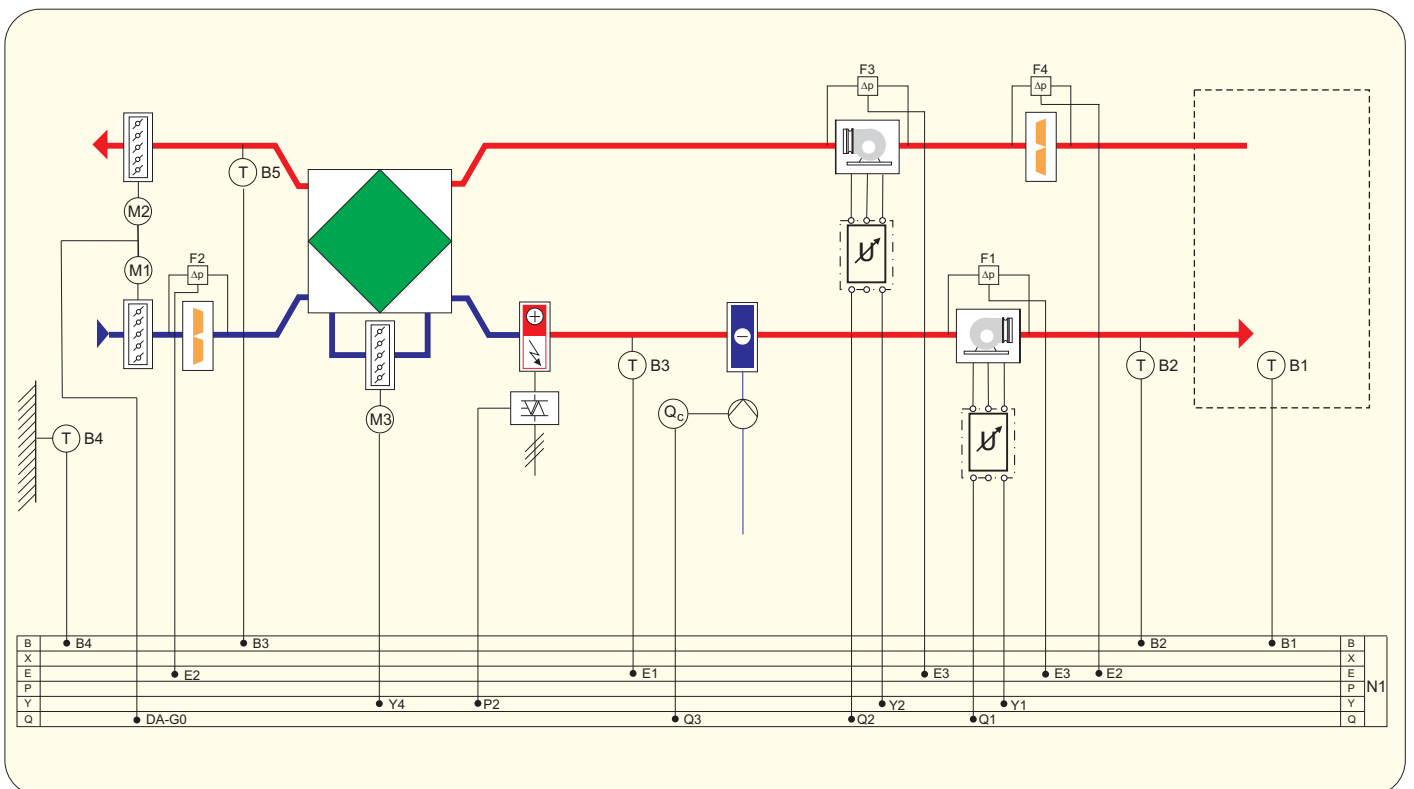 F3
F4
Δp
Δp
T
B5
M2
M1
F2
Δp
F1
Δp
U
T
B3
T
B2
T
B1
M3
Qc
U
T
B4
B
B4
B3
B2
B1
B
X
X
E
E2
E1
E3
E3
E2
E
P
P
N1
Y
Y4
P2
Y2
Y1
Y
Q
DA-G0
Q3
Q2
Q1
Q